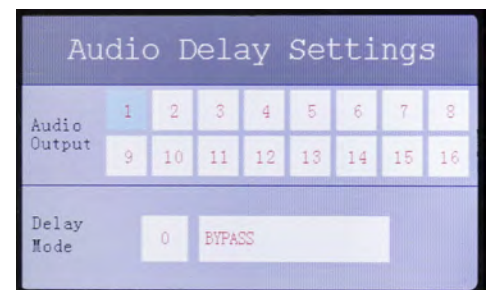 Audio Delay Settings
Audio Output
1 2 3 4 5 6 7 8
9 10 11 12 13 14 15 16
Delay Mode
0 BYPASS